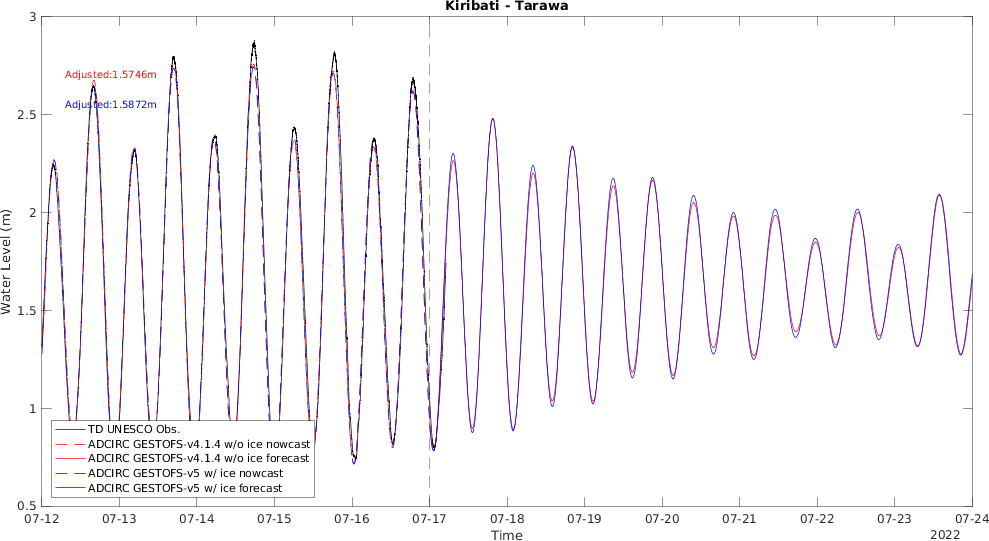 Kiribati - Tarawa
3
2.5
2
1.5
1
0.5
Water Level (m)
Adjusted:1.5746m
Adjusted:1.5872m
TD UNESCO Obs.
ADCIRC GESTOFS-v4.1.4 w/o ice nowcast
ADCIRC GESTOFS-v4.1.4 w/o ice forecast
ADCIRC GESTOFS-v5 w/ ice nowcast
ADCIRC GESTOFS-v5 w/ ice forecast
07-12 07-13 07-14 07-15 07-16 07-17 07-18 07-19 07-20 07-21 07-22 07-23 07-24
Time
2022